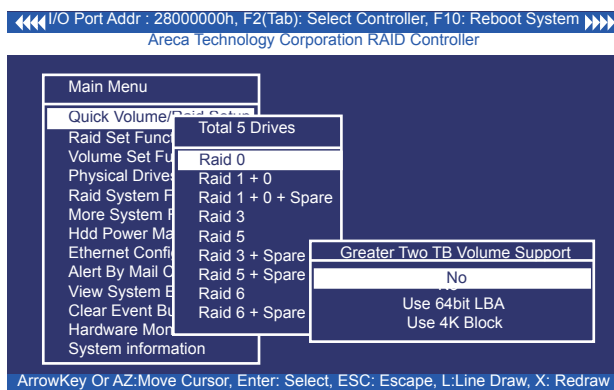 I/O Port Addr : 28000000h, F2(Tab): Select Controller, F10: Reboot System
Areca Technology Corporation RAID Controller
Main Menu
Quick Volume/Raid Setup
Raid Set Funct
Volume Set Fu
Physical Drives
Raid System F
More System F
Hdd Power Ma
Ethernet Confi
Alert By Mail C
View System E
Clear Event Bu
Hardware Mon
System information
Total 5 Drives
Raid 0
Raid 1 + 0
Raid 1 + 0 + Spare
Raid 3
Raid 5
Raid 3 + Spare
Raid 5 + Spare
Raid 6
Raid 6 + Spare
Greater Two TB Volume Support
No
Use 64bit LBA
Use 4K Block
ArrowKey Or AZ:Move Cursor, Enter: Select, ESC: Escape, L:Line Draw, X: Redraw